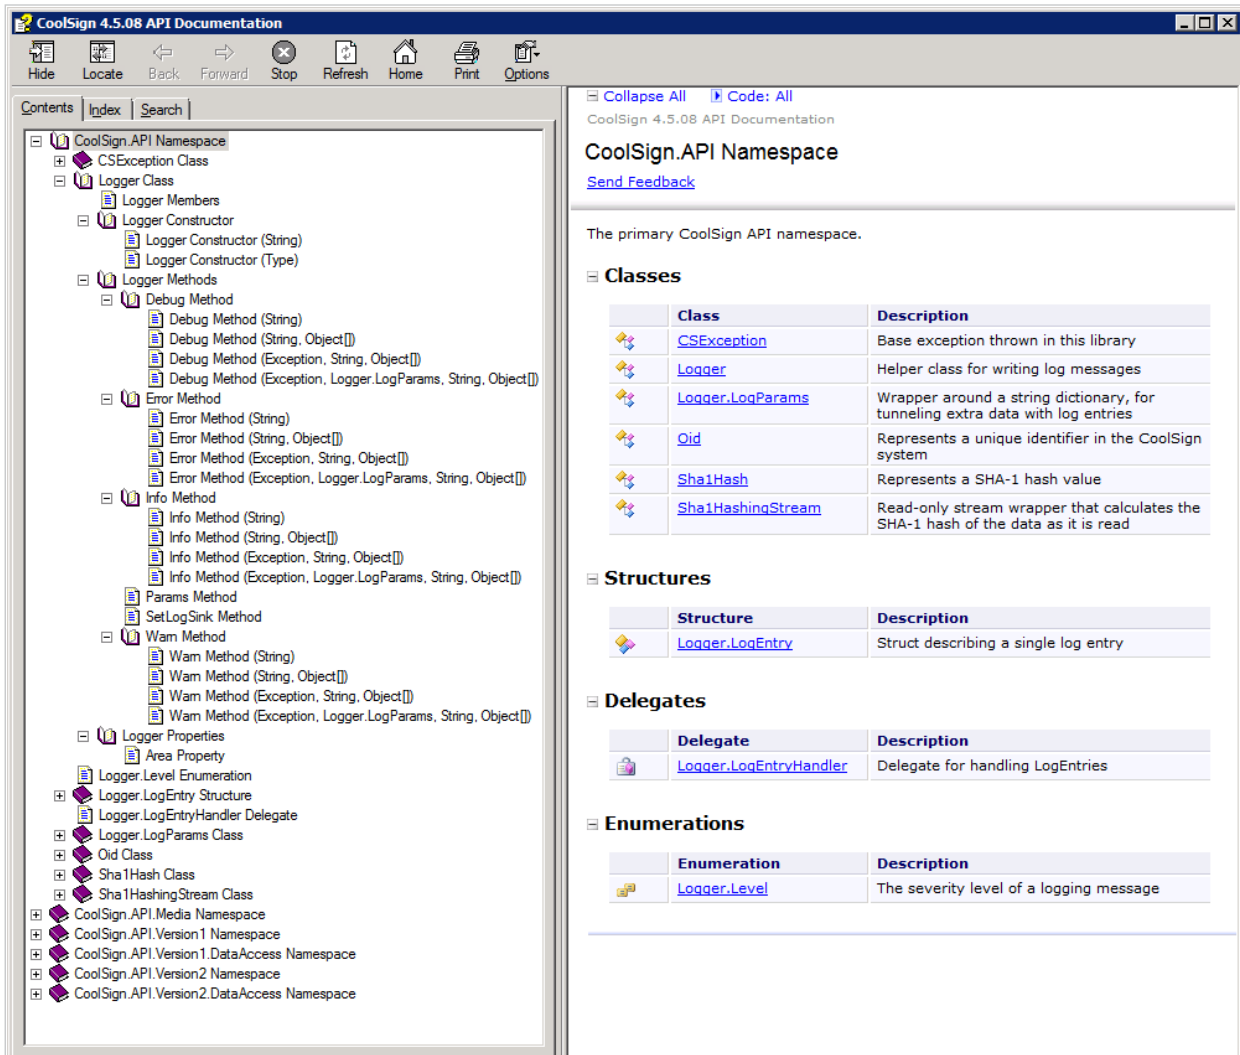 CoolSign 4.5.08 API Documentation
Hide Locate Back Forward Stop Refresh Home Print Options
Contents Index Search
CoolSign.API Namespace
CSException Class
Logger Class
Logger Members
Logger Constructor
Logger Constructor (String)
Logger Constructor (Type)
Logger Methods
Debug Method
Debug Method (String)
Debug Method (String, Object[])
Debug Method (Exception, String, Object[])
Debug Method (Exception, Logger.LogParams, String, Object[])
Error Method
Error Method (String)
Error Method (String, Object[])
Error Method (Exception, String, Object[])
Error Method (Exception, Logger.LogParams, String, Object[])
Info Method
Info Method (String)
Info Method (String, Object[])
Info Method (Exception, String, Object[])
Info Method (Exception, Logger.LogParams, String, Object[])
Params Method
SetLogSink Method
Warn Method
Warn Method (String)
Warn Method (String, Object[])
Warn Method (Exception, String, Object[])
Warn Method (Exception, Logger.LogParams, String, Object[])
Logger Properties
Area Property
Logger.Level Enumeration
Logger.LogEntry Structure
Logger.LogEntryHandler Delegate
Logger.LogParams Class
Oid Class
Sha1Hash Class
Sha1HashingStream Class
CoolSign.API.Media Namespace
CoolSign.API.Version1 Namespace
CoolSign.API.Version1.DataAccess Namespace
CoolSign.API.Version2 Namespace
CoolSign.API.Version2.DataAccess Namespace
Collapse All Code: All
CoolSign 4.5.08 API Documentation
CoolSign.API Namespace
Send Feedback
The primary CoolSign API namespace.
Classes
Class Description
CSException Base exception thrown in this library
Logger Helper class for writing log messages
Logger.LogParams Wrapper around a string dictionary, for
tunneling extra data with log entries
Oid Represents a unique identifier in the CoolSign
system
Sha1Hash Represents a SHA-1 hash value
Sha1HashingStream Read-only stream wrapper that calculates the
SHA-1 hash of the data as it is read
Structures
Structure Description
Logger.LogEntry Struct describing a single log entry
Delegates
Delegate Description
Logger.LogEntryHandler Delegate for handling LogEntries
Enumerations
Enumeration Description
Logger.Level The severity level of a logging message